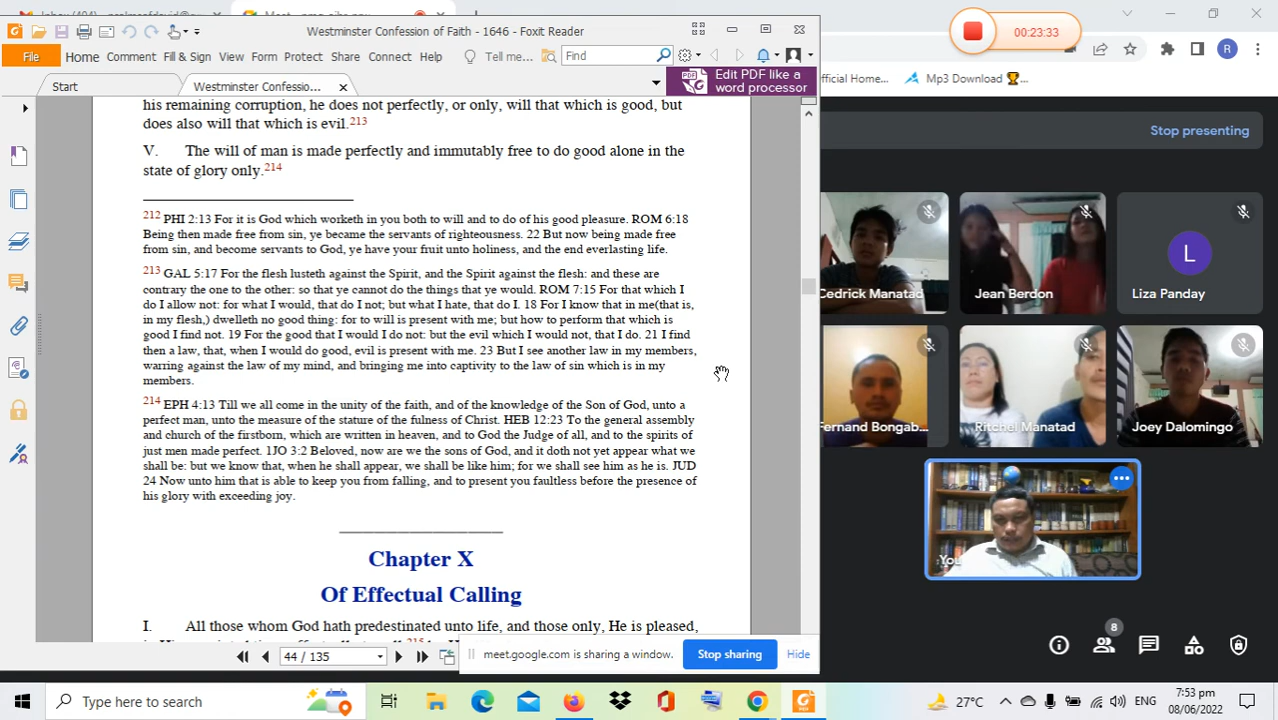 Westminster Confession of Faith - 1646 - Foxit Reader
File Home Comment Fill & Sign View Form Protect Share Connect Help Tell me... Find
Start Westminster Confessio...
Edit PDF like a
word processor
his remaining corruption, he does not perfectly, or only, will that which is good, but
does also will that which is evil.213
V. The will of man is made perfectly and immutably free to do good alone in the
state of glory only.214
212 PHI 2:13 For it is God which worketh in you both to will and to do of his good pleasure. ROM 6:18
Being then made free from sin, ye became the servants of righteousness. 22 But now being made free
from sin, and become servants to God, ye have your fruit unto holiness, and the end everlasting life.
213 GAL 5:17 For the flesh lusteth against the Spirit, and the Spirit against the flesh: and these are
contrary the one to the other: so that ye cannot do the things that ye would. ROM 7:15 For that which I
do I allow not: for what I would, that do I not; but what I hate, that do I. 18 For I know that in me(that is,
in my flesh,) dwelleth no good thing: for to will is present with me; but how to perform that which is
good I find not. 19 For the good that I would I do not: but the evil which I would not, that I do. 21 I find
then a law, that, when I would do good, evil is present with me. 23 But I see another law in my members,
warring against the law of my mind, and bringing me into captivity to the law of sin which is in my
members.
214 EPH 4:13 Till we all come in the unity of the faith, and of the knowledge of the Son of God, unto a
perfect man, unto the measure of the stature of the fulness of Christ. HEB 12:23 To the general assembly
and church of the firstborn, which are written in heaven, and to God the Judge of all, and to the spirits of
just men made perfect. 1JO 3:2 Beloved, now are we the sons of God, and it doth not yet appear what we
shall be: but we know that, when he shall appear, we shall be like him; for we shall see him as he is. JUD
24 Now unto him that is able to keep you from falling, and to present you faultless before the presence of
his glory with exceeding joy.
Chapter X
Of Effectual Calling
I. All those whom God hath predestinated unto life, and those only, He is pleased,
44 / 135
meet.google.com is sharing a window. Stop sharing Hide
00:23:33
R
fficial Home... Mp3 Download
Stop presenting
Cedrick Manatad
Jean Berdon
L
Liza Panday
Fernand Bongab...
Ritchel Manatad
Joey Dalomingo
You
8
Type here to search
27°C ENG 7:53 pm
08/06/2022